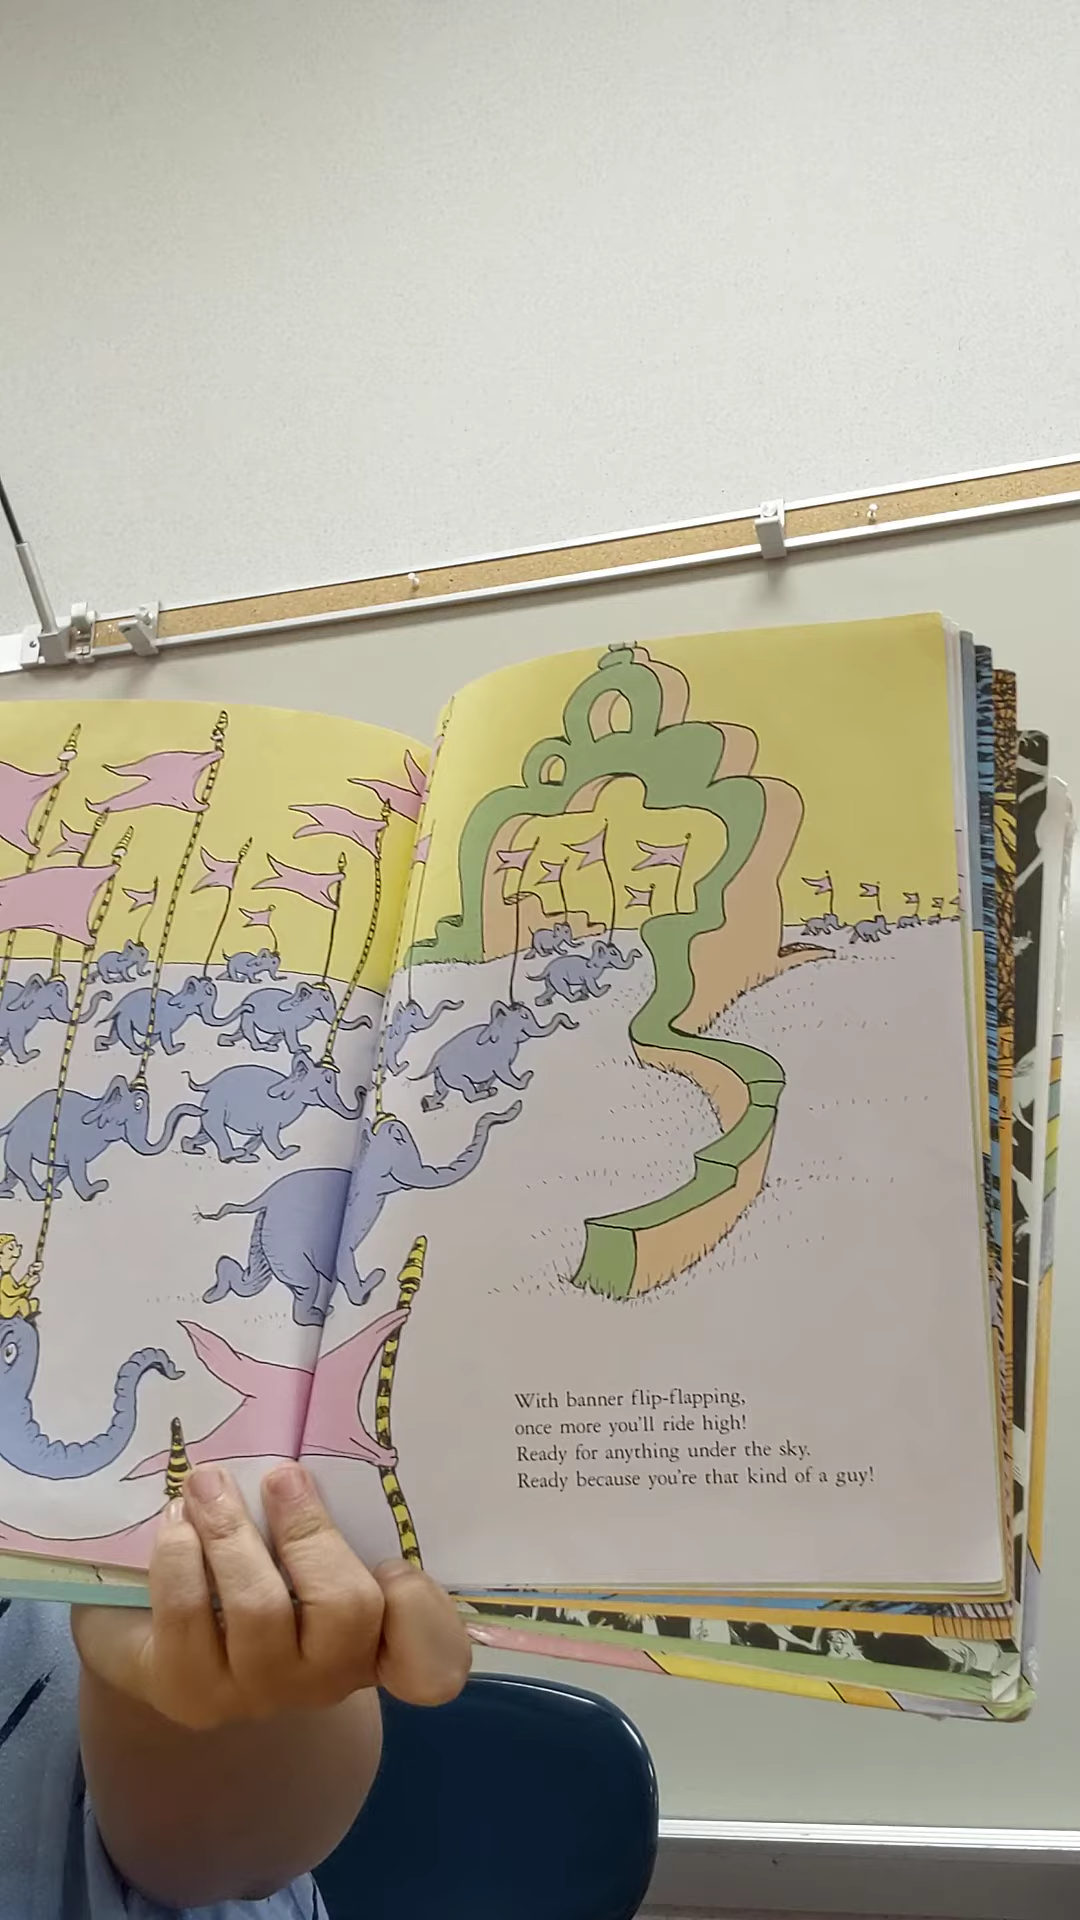 With banner flip-flapping,
once more you'll ride high!
Ready for anything under the sky.
Ready because you're that kind of a guy!